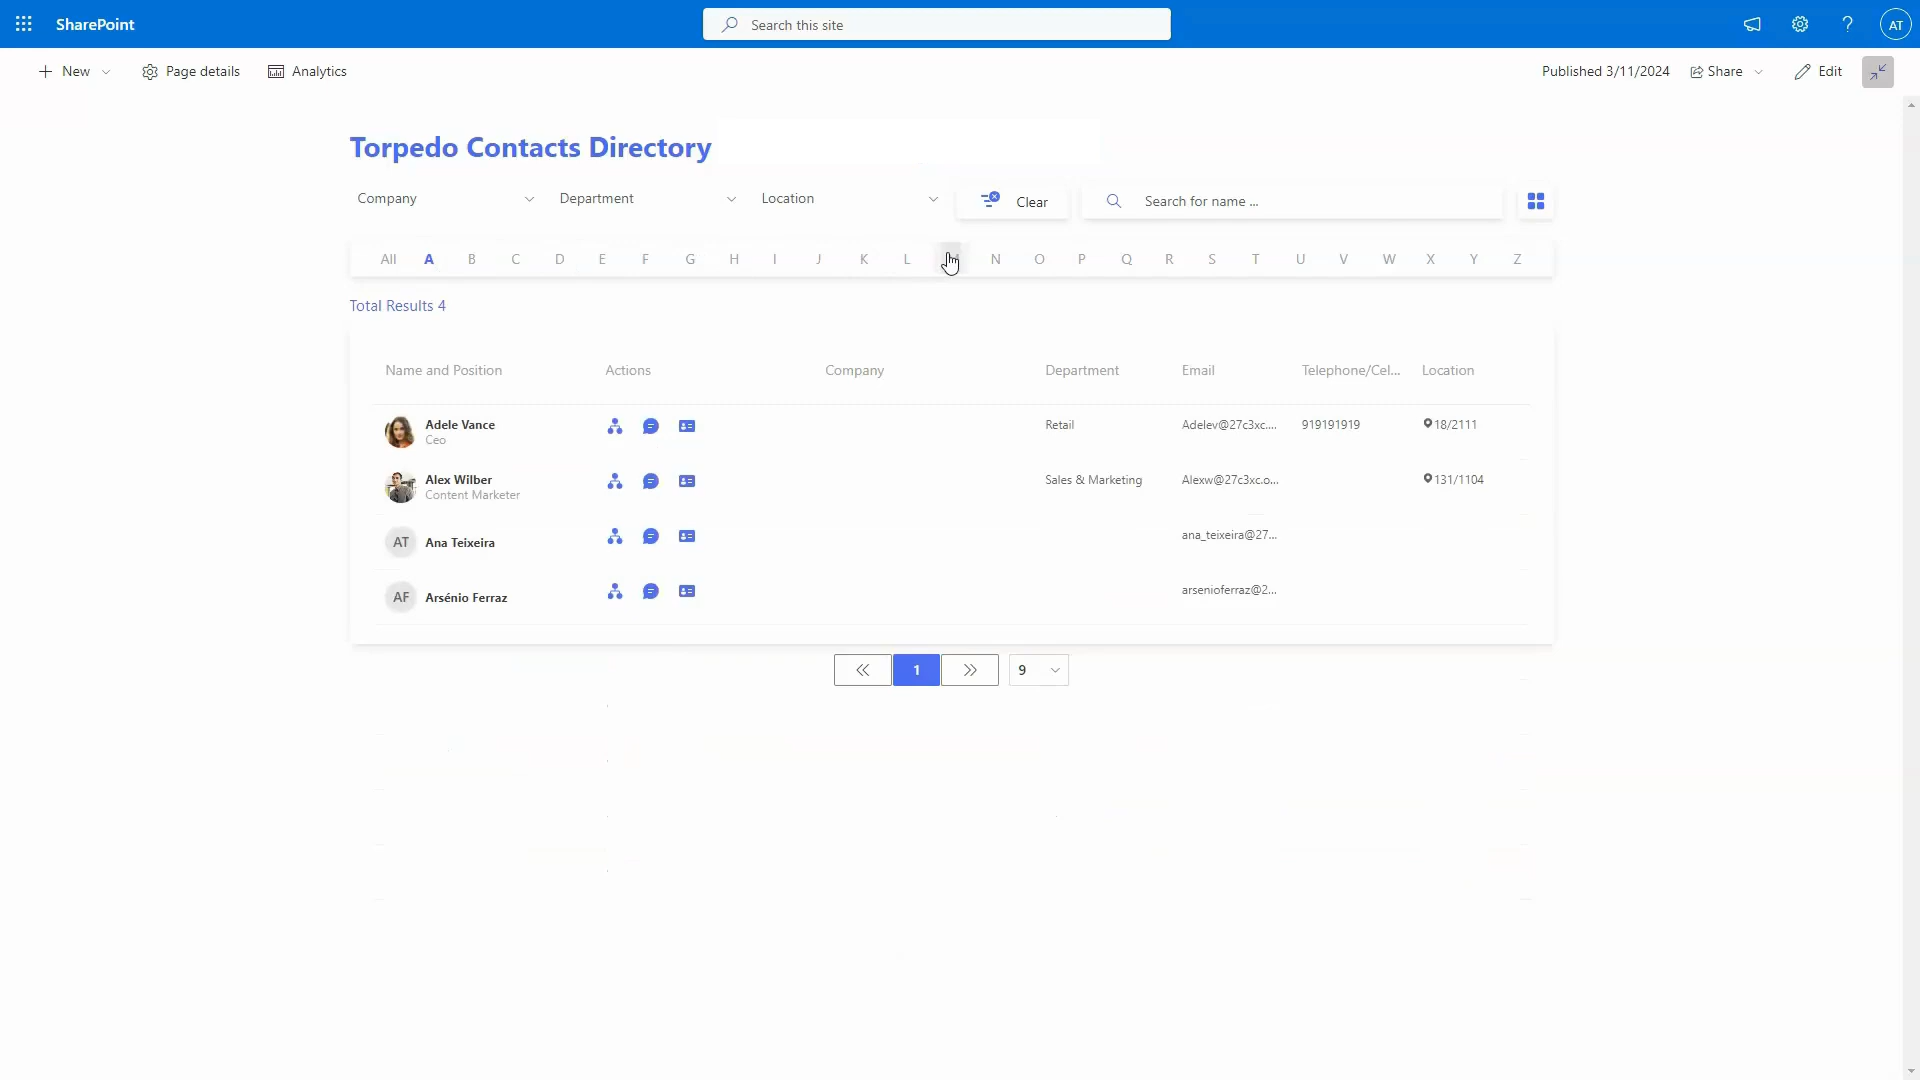 SharePoint
Search this site
AT
New
Page details
Analytics
Published 3/11/2024
Share
Edit
Torpedo Contacts Directory
Company
Department
Location
Clear
Search for name ...
All A B C D E F G H I J K L N O P Q R S T U V W X Y Z
Total Results 4
Name and Position Actions Company Department Email Telephone/Cel... Location
Adele Vance
Ceo
Retail
Adelev@27c3xc....
919191919
18/2111
Alex Wilber
Content Marketer
Sales & Marketing
Alexw@27c3xc.o...
131/1104
AT
Ana Teixeira
ana_teixeira@27...
AF
Arsénio Ferraz
arsenioferraz@2...
1
9